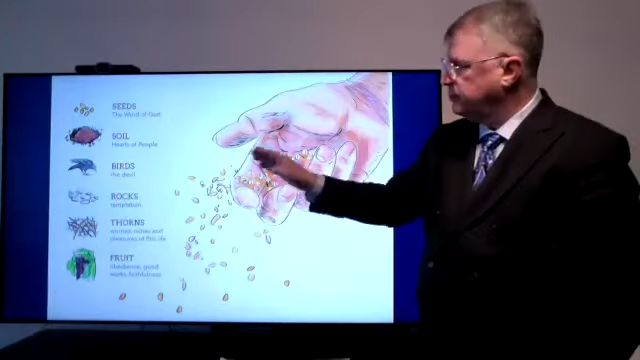 SEEDS
The Word of God
SOIL
Hearts of People
BIRDS
the devil
ROCKS
temptation
THORNS
worries, riches and
pleasures of this life
FRUIT
obedience, good
works, faithfulness